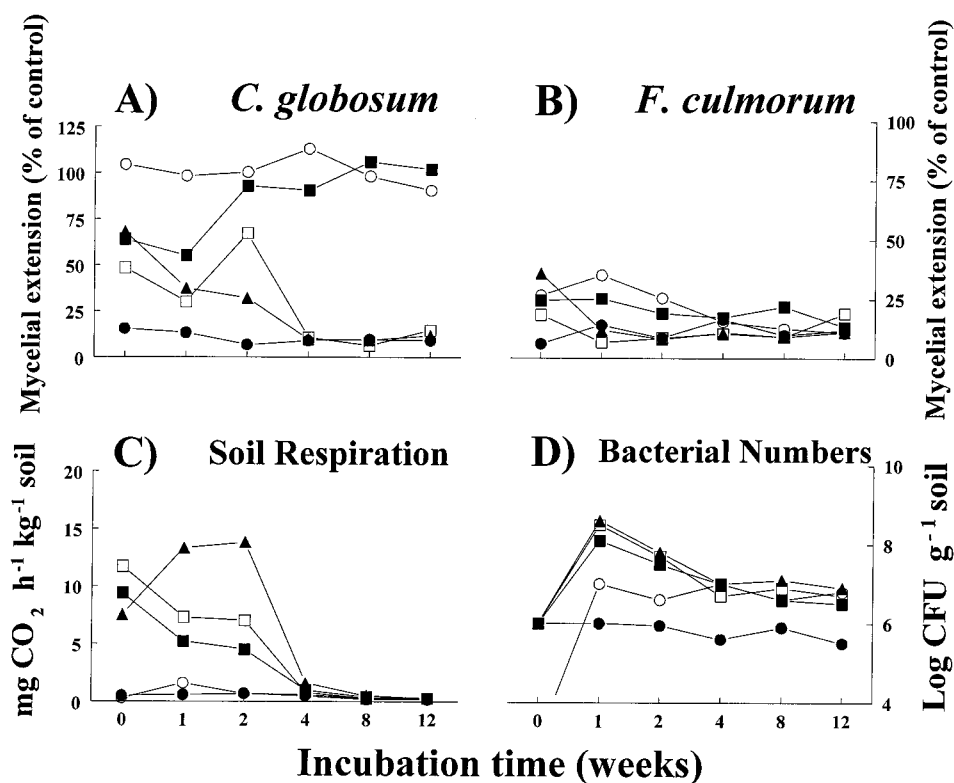 A) C. globosum
Mycelial extension (% of control)
125
100
75
50
25
0
B) F. culmorum
Mycelial extension (% of control)
100
75
50
25
0
C) Soil Respiration
mg CO₂ h⁻¹ kg⁻¹ soil
20
15
10
5
0
0 1 2 4 8 12
D) Bacterial Numbers
Log CFU g⁻¹ soil
10
8
6
4
0 1 2 4 8 12
Incubation time (weeks)